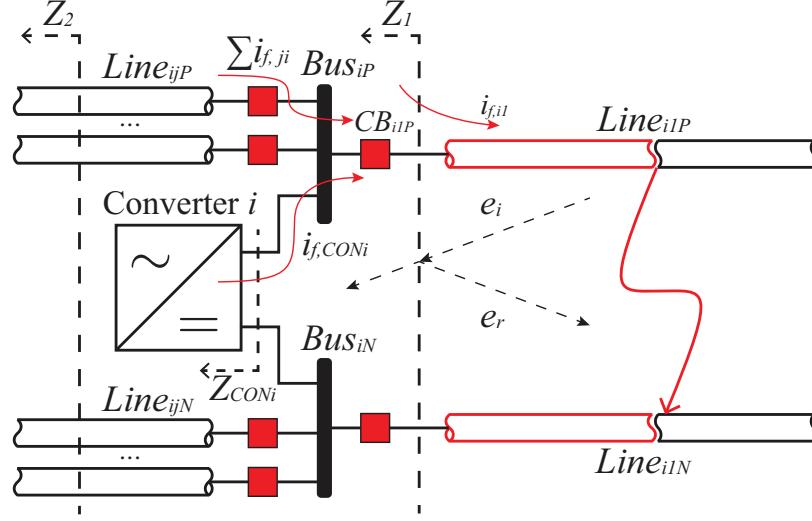 Z2
Z1
LineijP
∑if, ji
BusiP
CBi1P
if,i1
Linei1P
...
Converter i
if,CONi
ei
er
BusiN
ZCONi
LineijN
...
Linei1N